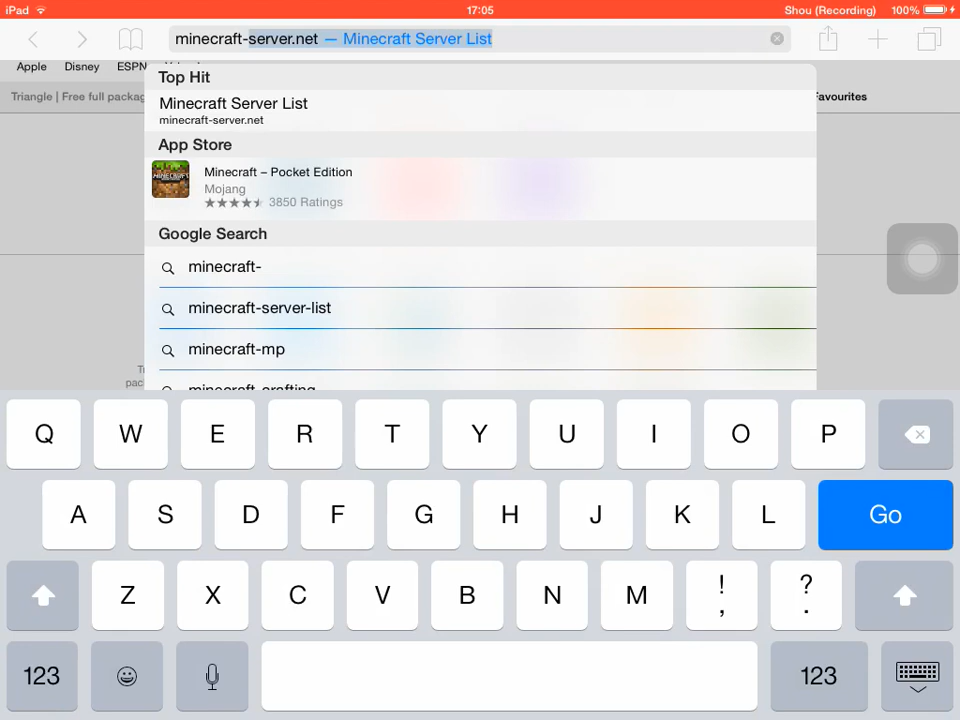 iPad 17:05 Shou (Recording) 100%
minecraft-server.net — Minecraft Server List
Apple Disney ESPN
Triangle | Free full packag Favourites
Top Hit
Minecraft Server List
minecraft-server.net
App Store
Minecraft – Pocket Edition
Mojang
3850 Ratings
Google Search
minecraft-
minecraft-server-list
minecraft-mp
minecraft-crafting
Q W E R T Y U I O P
A S D F G H J K L Go
Z X C V B N M ! , ? .
123 123